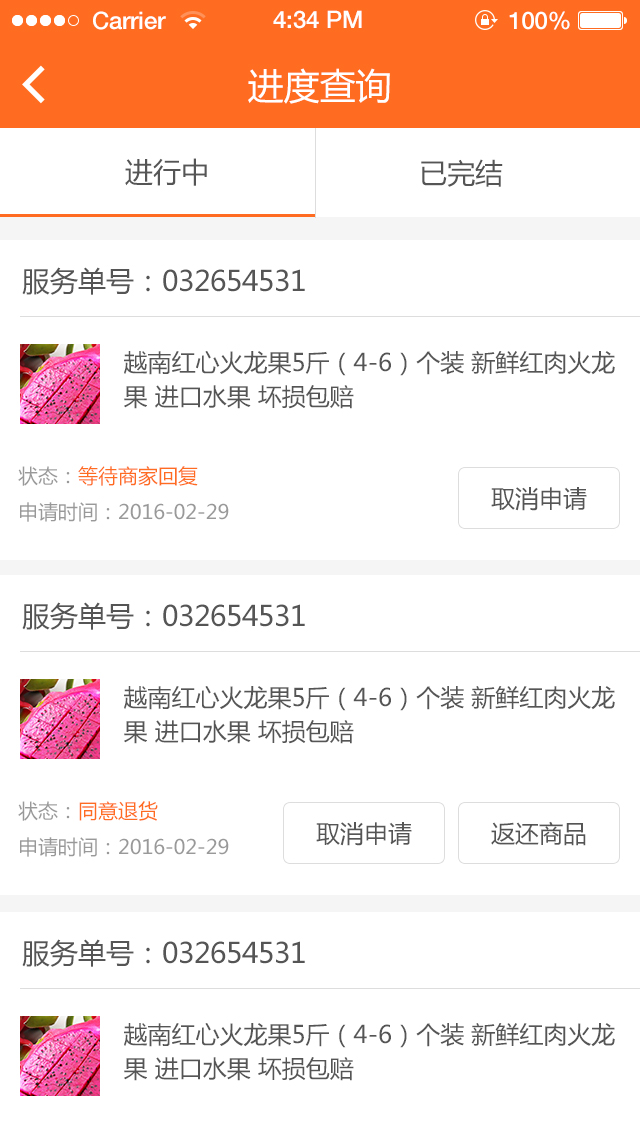 Carrier 4:34 PM 100%
进度查询
进行中 已完结
服务单号：032654531
越南红心火龙果5斤（4-6）个装 新鲜红肉火龙
果 进口水果 坏损包赔
状态：等待商家回复
申请时间：2016-02-29
取消申请
服务单号：032654531
越南红心火龙果5斤（4-6）个装 新鲜红肉火龙
果 进口水果 坏损包赔
状态：同意退货
申请时间：2016-02-29
取消申请 返还商品
服务单号：032654531
越南红心火龙果5斤（4-6）个装 新鲜红肉火龙
果 进口水果 坏损包赔